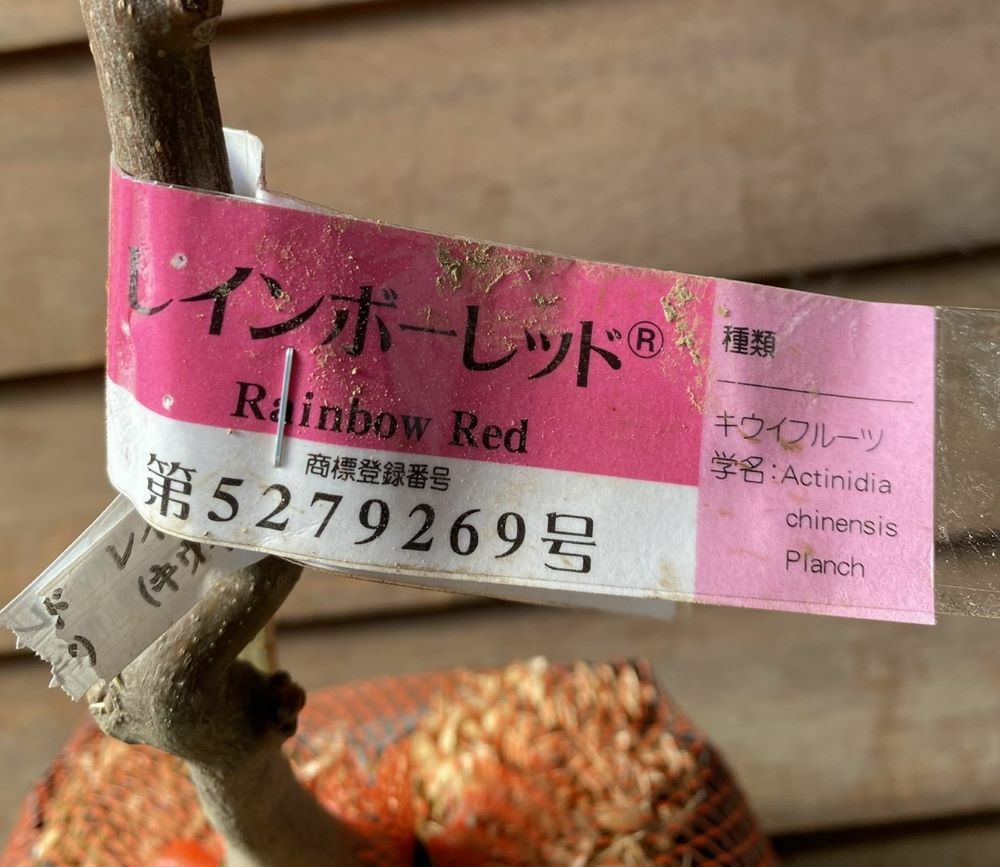 レインボーレッド®
Rainbow Red
商標登録番号
第5279269号
種類
キウイフルーツ
学名:Actinidia
chinensis
Planch